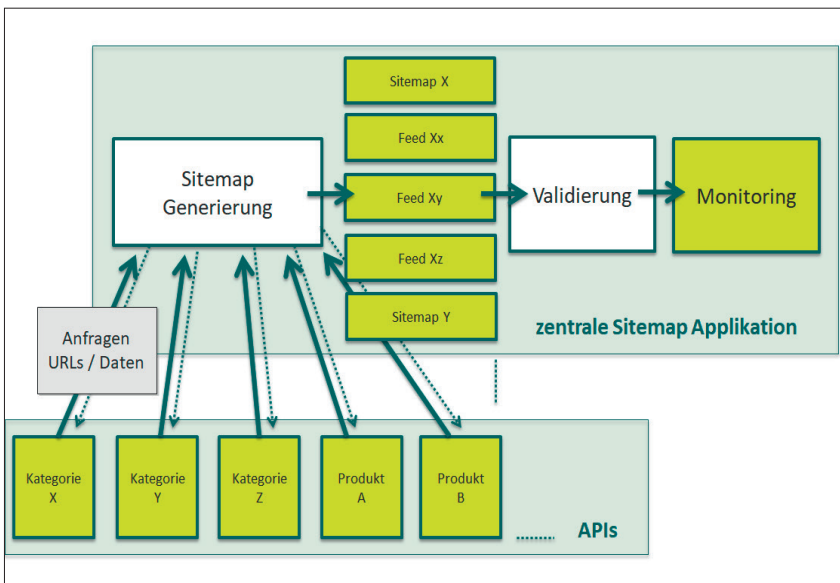 Sitemap X
Feed Xx
Sitemap
Generierung
Feed Xy
Validierung
Monitoring
Feed Xz
Sitemap Y
zentrale Sitemap Applikation
Anfragen
URLs / Daten
Kategorie
X
Kategorie
Y
Kategorie
Z
Produkt
A
Produkt
B
APIs